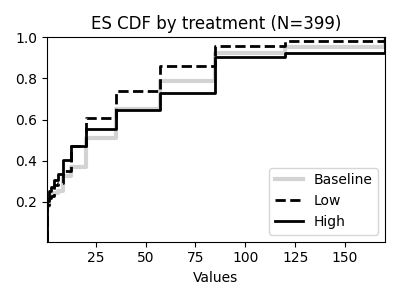 ES CDF by treatment (N=399)
1.0
0.8
0.6
0.4
0.2
Baseline
Low
High
25 50 75 100 125 150
Values